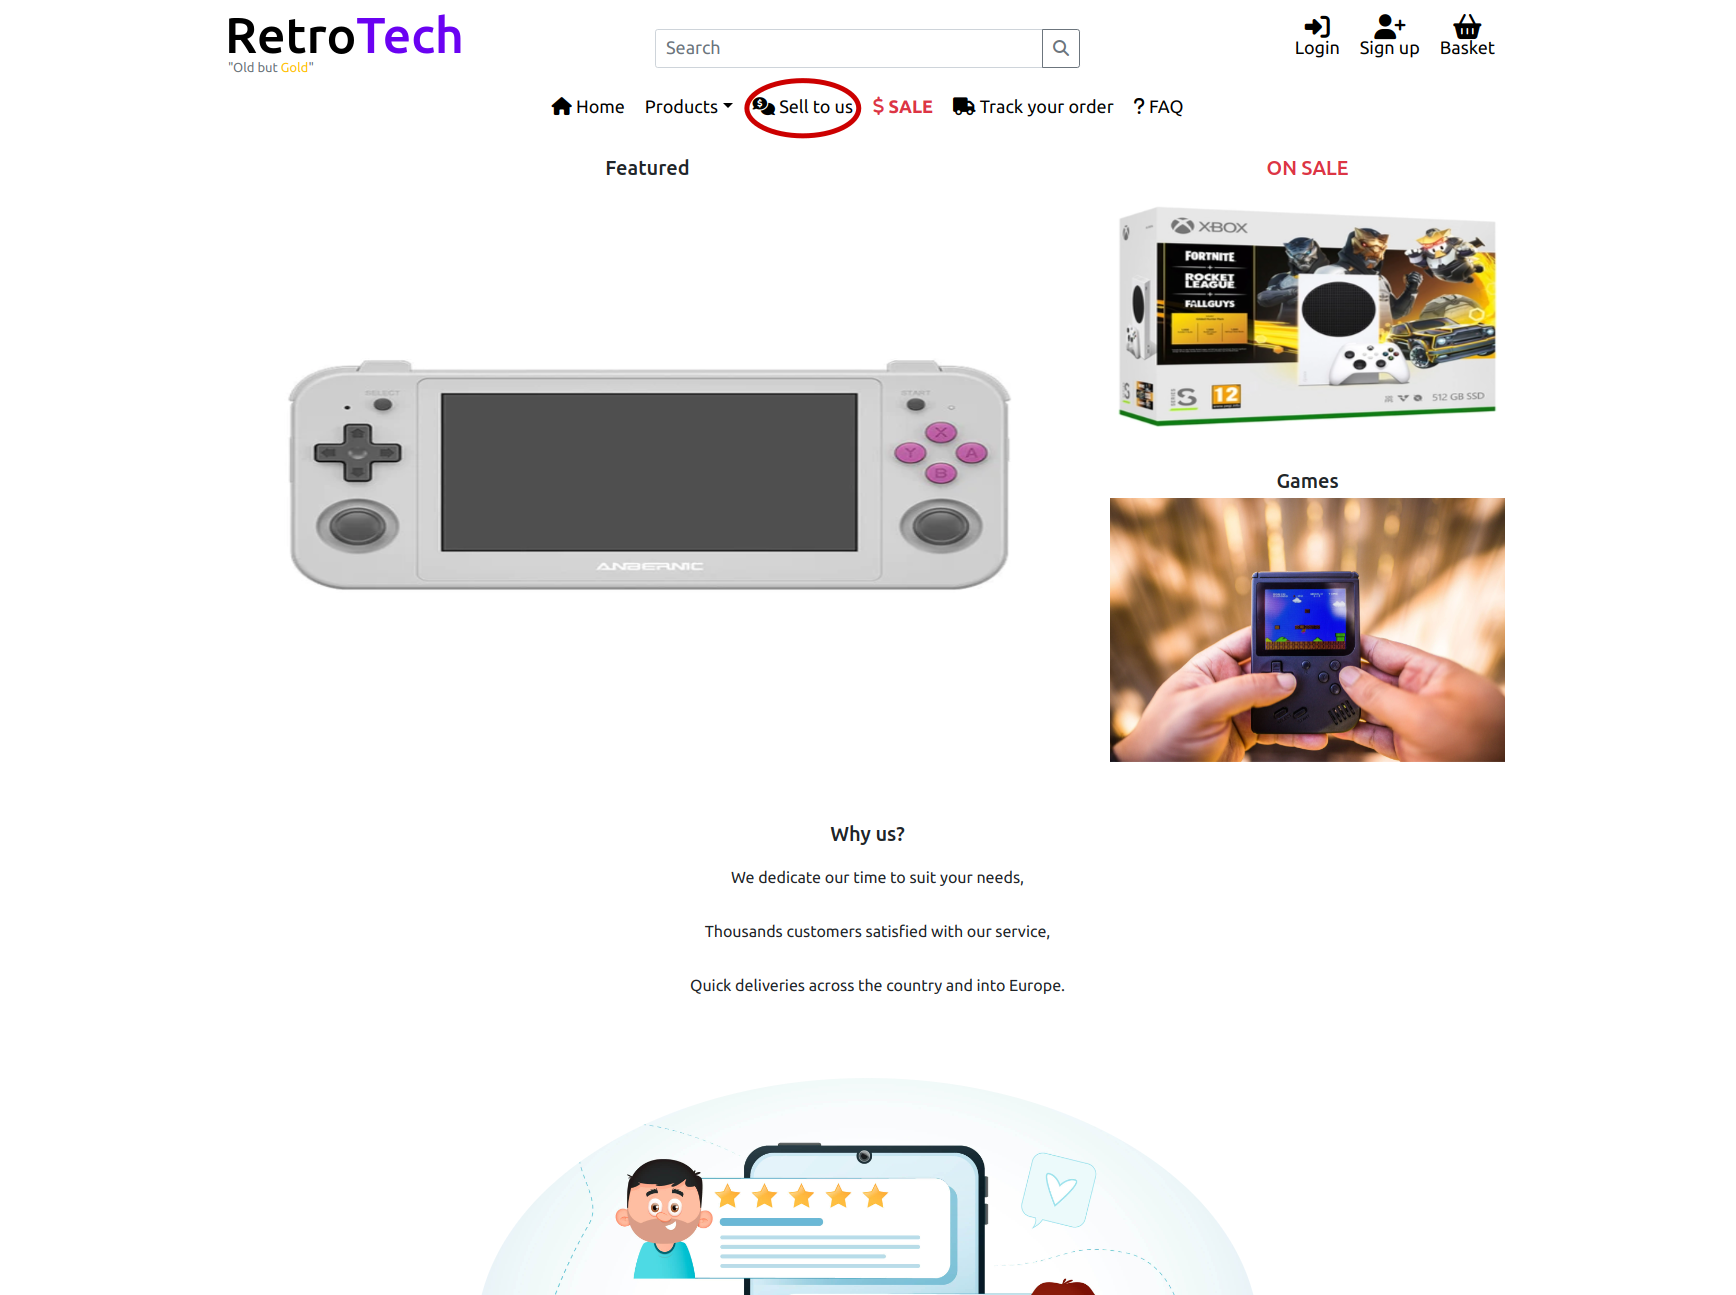 RetroTech
"Old but Gold"
Search
Login
Sign up
Basket
Home
Products
Sell to us
$ SALE
Track your order
? FAQ
Featured
ON SALE
XBOX
FORTNITE
ROCKET
LEAGUE
FALLGUYS
SERIES S
12
512 GB SSD
SELECT
START
X
Y
A
B
ANBERNIC
Games
Why us?
We dedicate our time to suit your needs,
Thousands customers satisfied with our service,
Quick deliveries across the country and into Europe.